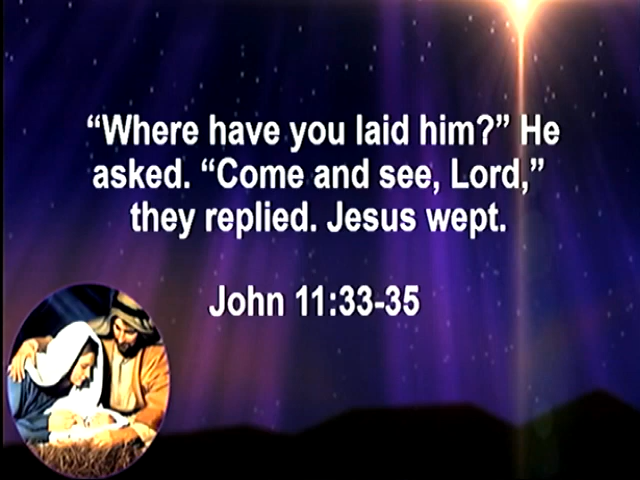 “Where have you laid him?” He
asked. “Come and see, Lord,”
they replied. Jesus wept.
John 11:33-35